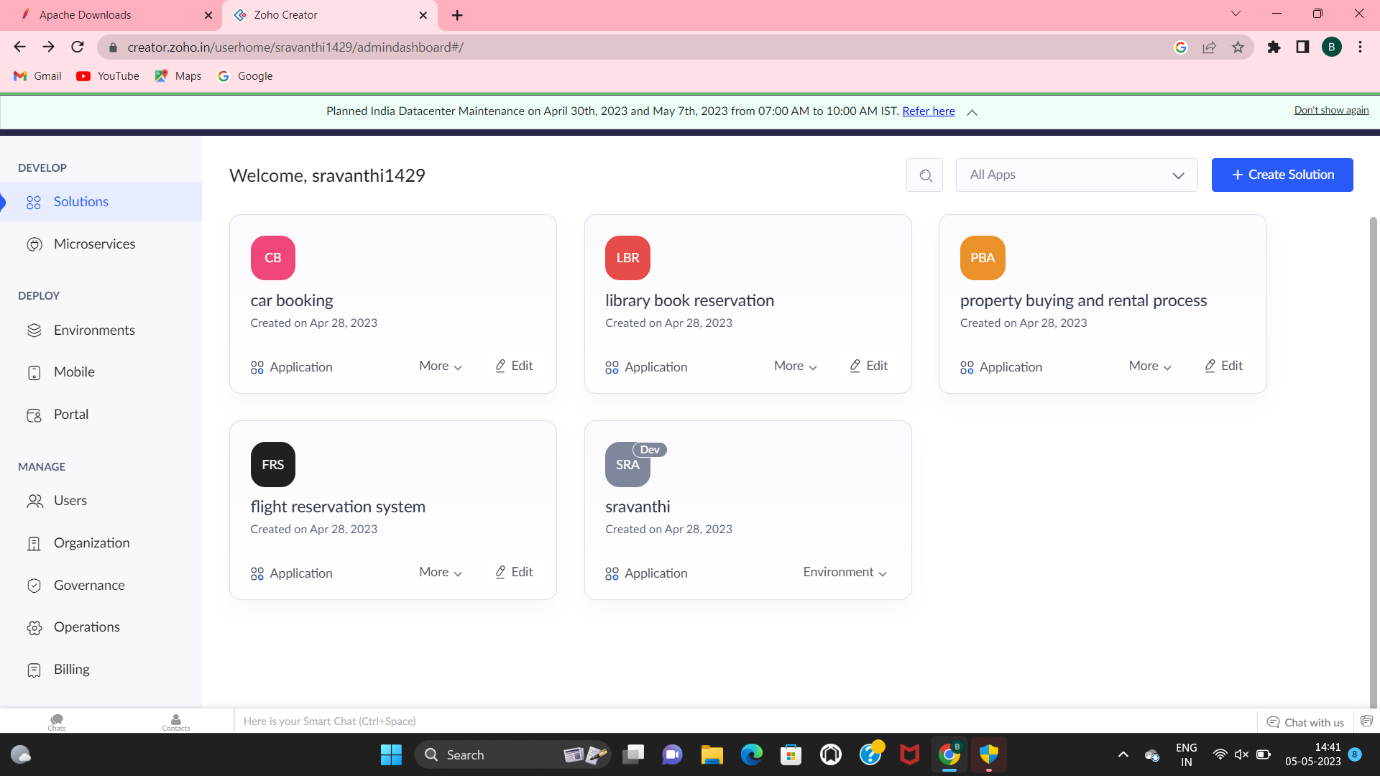 Apache Downloads
Zoho Creator
creator.zoho.in/userhome/sravanthi1429/admindashboard#/
B
Gmail YouTube Maps Google
Planned India Datacenter Maintenance on April 30th, 2023 and May 7th, 2023 from 07:00 AM to 10:00 AM IST. Refer here
Don't show again
DEVELOP
Solutions
Microservices
DEPLOY
Environments
Mobile
Portal
MANAGE
Users
Organization
Governance
Operations
Billing
Welcome, sravanthi1429
All Apps
+ Create Solution
CB
car booking
Created on Apr 28, 2023
Application More Edit
LBR
library book reservation
Created on Apr 28, 2023
Application More Edit
PBA
property buying and rental process
Created on Apr 28, 2023
Application More Edit
FRS
flight reservation system
Created on Apr 28, 2023
Application More Edit
Dev
SRA
sravanthi
Created on Apr 28, 2023
Application Environment
Chats
Contacts
Here is your Smart Chat (Ctrl+Space)
Chat with us
Search
B
ENG
IN
14:41
05-05-2023
8